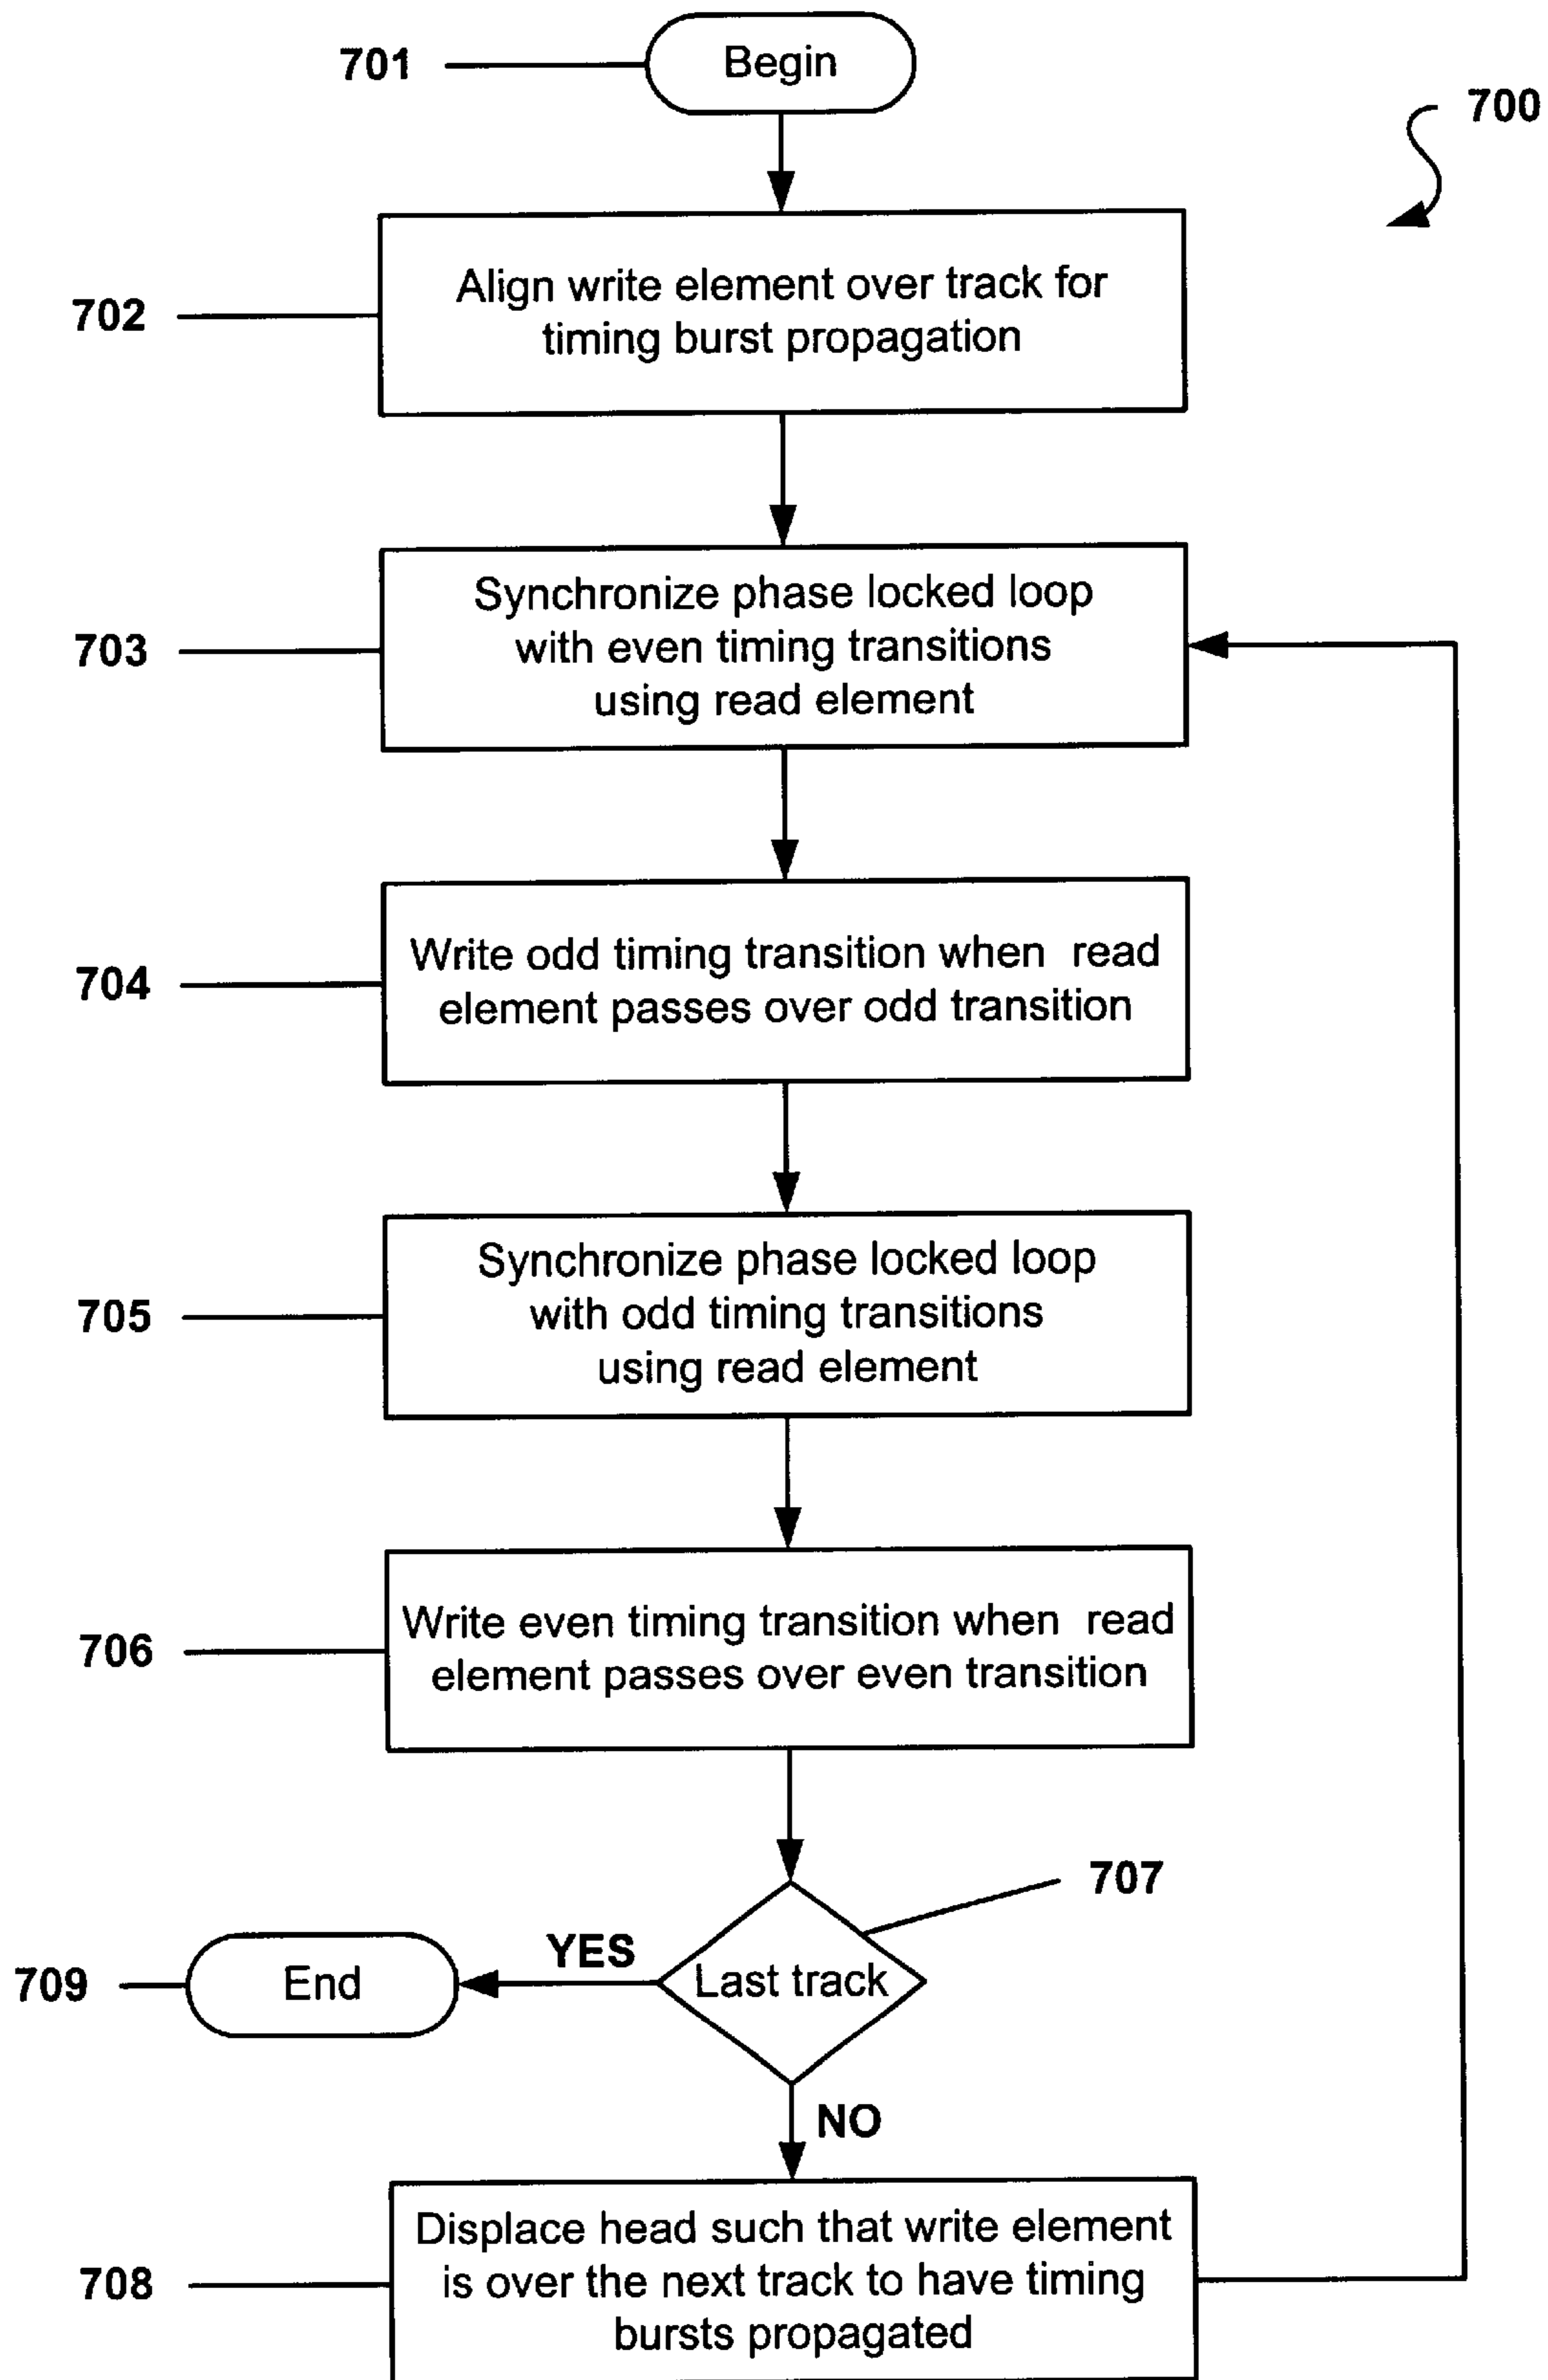 701
Begin
700
702
Align write element over track for
timing burst propagation
703
Synchronize phase locked loop
with even timing transitions
using read element
704
Write odd timing transition when read
element passes over odd transition
705
Synchronize phase locked loop
with odd timing transitions
using read element
706
Write even timing transition when read
element passes over even transition
707
YES
709
End
Last track
NO
708
Displace head such that write element
is over the next track to have timing
bursts propagated